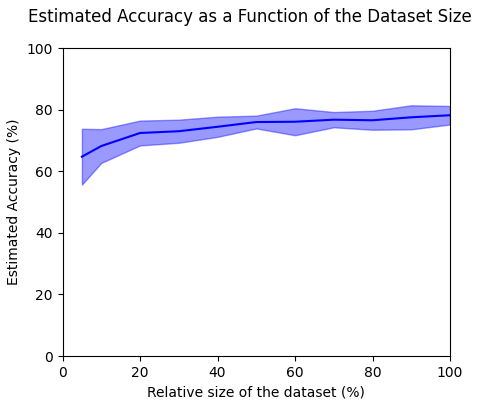 Estimated Accuracy as a Function of the Dataset Size
100
80
60
40
20
0
Estimated Accuracy (%)
0 20 40 60 80 100
Relative size of the dataset (%)